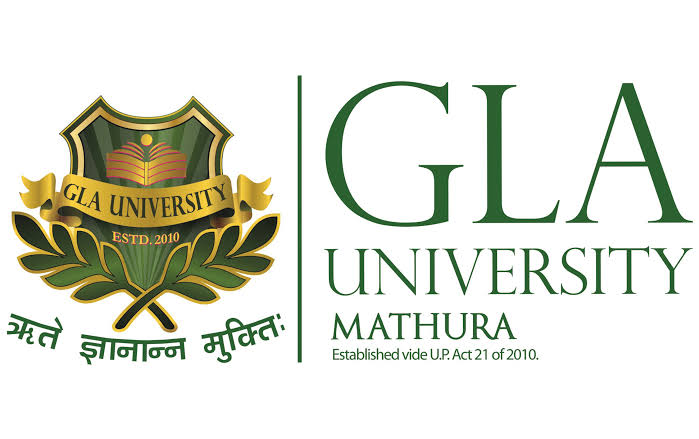 GLA UNIVERSITY
ESTD. 2010
ऋते ज्ञानान्न मुक्तिः
GLA
UNIVERSITY
MATHURA
Established vide U.P. Act 21 of 2010.